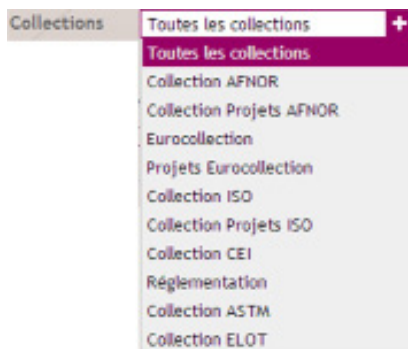 Collections Toutes les collections +
Toutes les collections
Collection AFNOR
Collection Projets AFNOR
Eurocollection
Projets Eurocollection
Collection ISO
Collection Projets ISO
Collection CEI
Réglementation
Collection ASTM
Collection ELOT